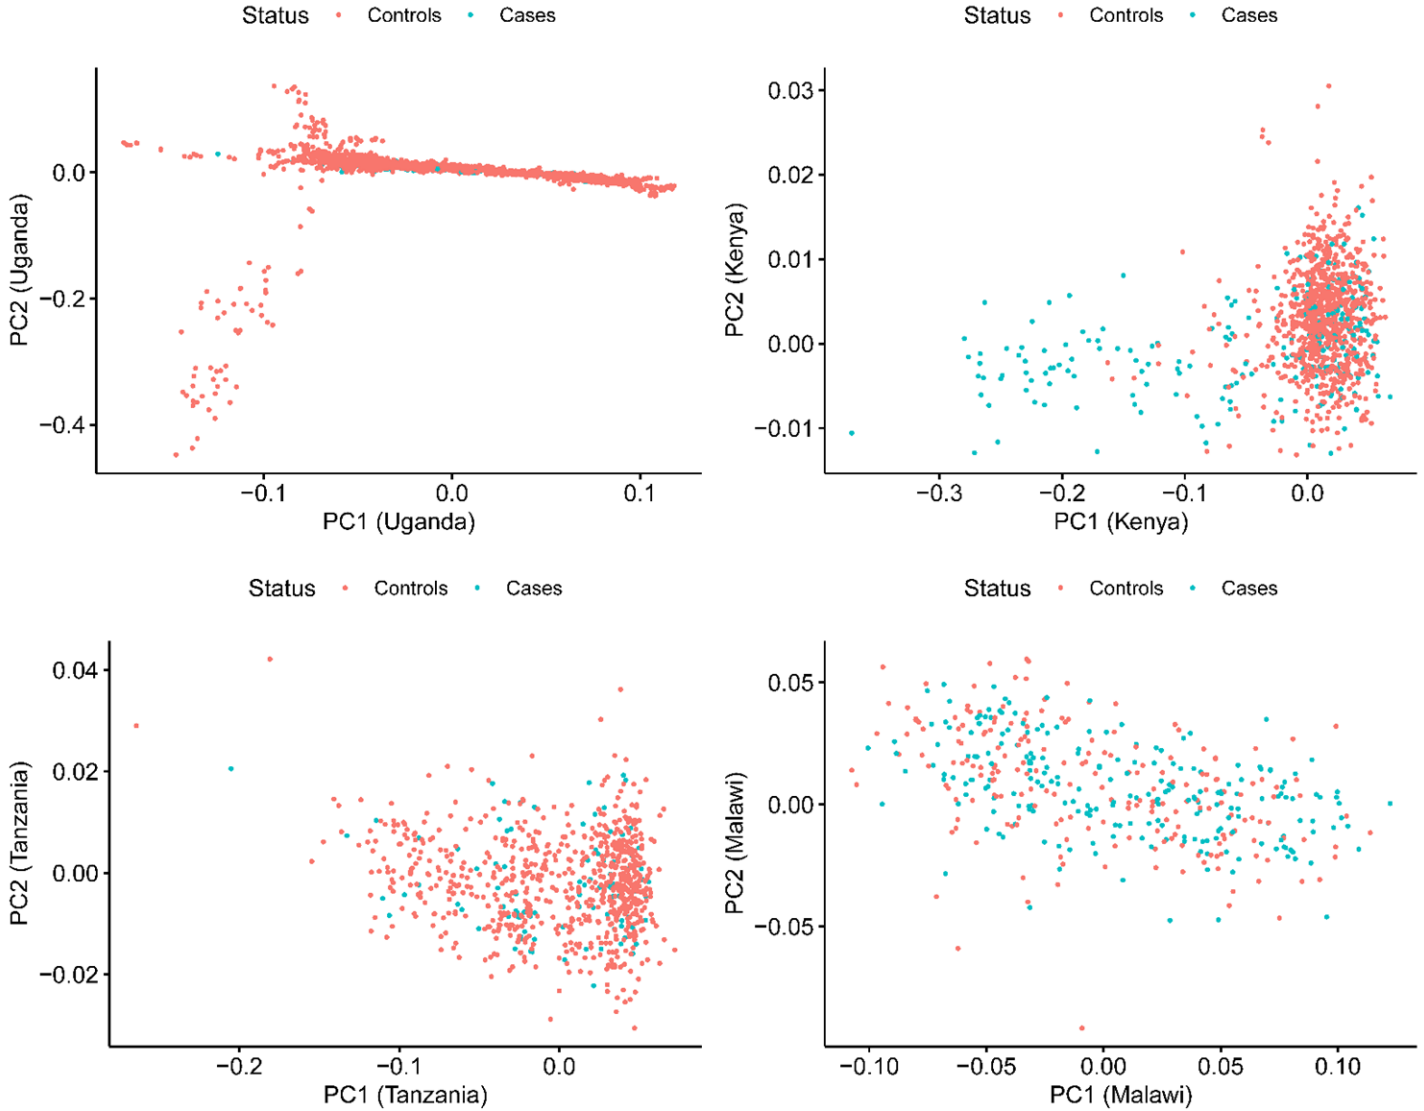 Status Controls Cases
0.0
−0.2
−0.4
PC2 (Uganda)
−0.1 0.0 0.1
PC1 (Uganda)
Status Controls Cases
0.03
0.02
0.01
0.00
−0.01
PC2 (Kenya)
−0.3 −0.2 −0.1 0.0
PC1 (Kenya)
Status Controls Cases
0.04
0.02
0.00
−0.02
PC2 (Tanzania)
−0.2 −0.1 0.0
PC1 (Tanzania)
Status Controls Cases
0.05
0.00
−0.05
PC2 (Malawi)
−0.10 −0.05 0.00 0.05 0.10
PC1 (Malawi)